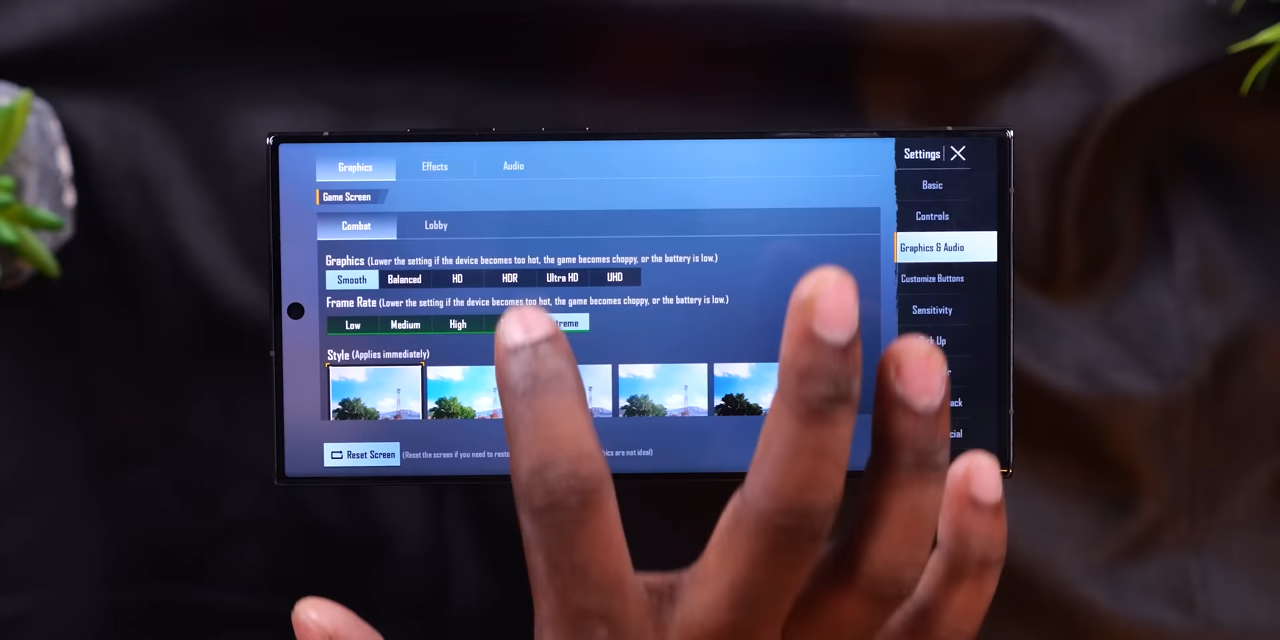 Graphics Effects Audio
Settings
Game Screen
Basic
Combat Lobby
Controls
Graphics & Audio
Graphics (Lower the setting if the device becomes too hot, the game becomes choppy, or the battery is low.)
Smooth Balanced HD HDR Ultra HD UHD
Customize Buttons
Frame Rate (Lower the setting if the device becomes too hot, the game becomes choppy, or the battery is low.)
Sensitivity
Low Medium High
Up
Style (Applies immediately)
Reset Screen (Reset the screen if you need to
are not ideal)